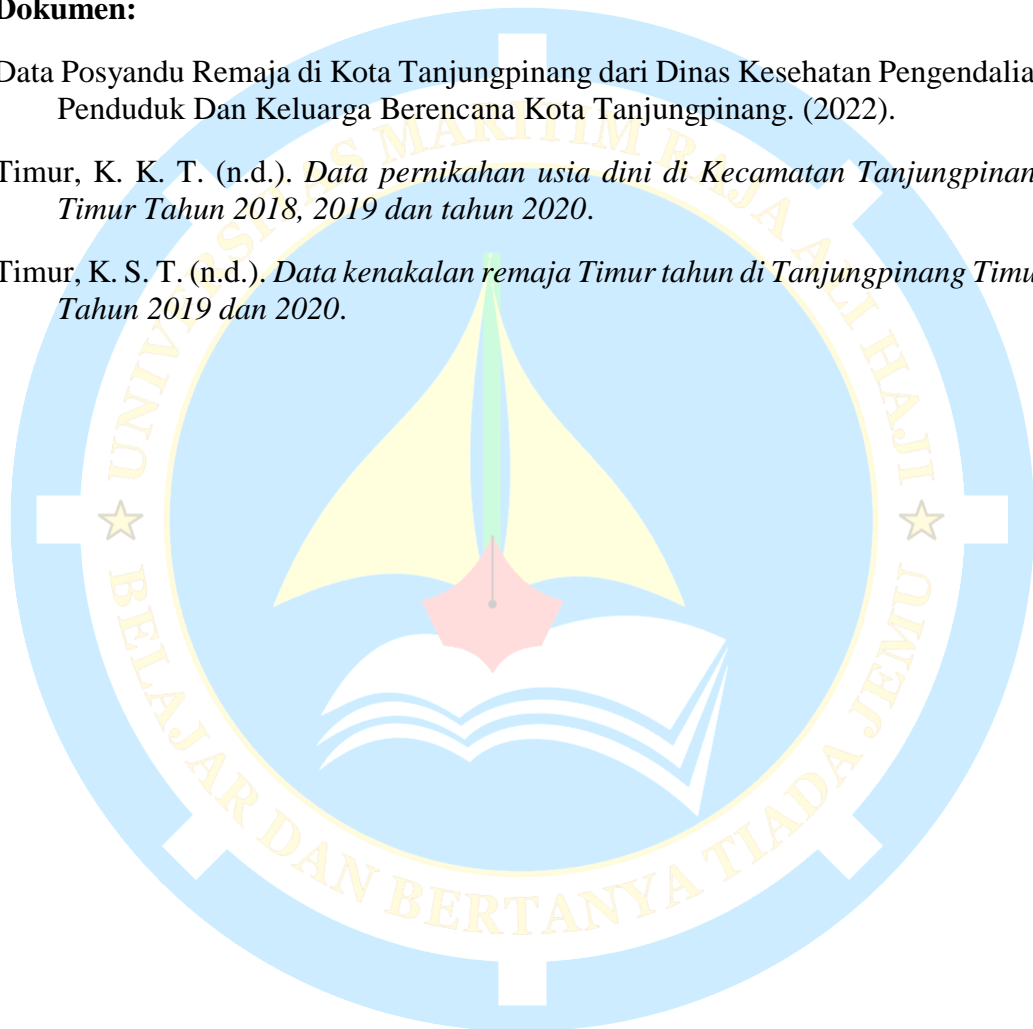 Dokumen:
Data Posyandu Remaja di Kota Tanjungpinang dari Dinas Kesehatan Pengendalia
Penduduk Dan Keluarga Berencana Kota Tanjungpinang. (2022).
Timur, K. K. T. (n.d.). Data pernikahan usia dini di Kecamatan Tanjungpinan
Timur Tahun 2018, 2019 dan tahun 2020.
Timur, K. S. T. (n.d.). Data kenakalan remaja Timur tahun di Tanjungpinang Timu
Tahun 2019 dan 2020.
UNIVERSITAS MARITIM RAJA ALI HAJI
BELAJAR DAN BERTANYA TIADA JEMU